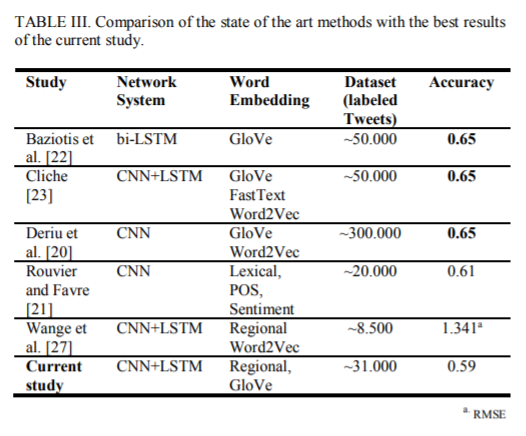 TABLE III. Comparison of the state of the art methods with the best results
of the current study.
Study Network System Word Embedding Dataset (labeled Tweets) Accuracy
Baziotis et al. [22] bi-LSTM GloVe ~50.000 0.65
Cliche [23] CNN+LSTM GloVe FastText Word2Vec ~50.000 0.65
Deriu et al. [20] CNN GloVe Word2Vec ~300.000 0.65
Rouvier and Favre [21] CNN Lexical, POS, Sentiment ~20.000 0.61
Wange et al. [27] CNN+LSTM Regional Word2Vec ~8.500 1.341ᵃ
Current study CNN+LSTM Regional, GloVe ~31.000 0.59
a. RMSE